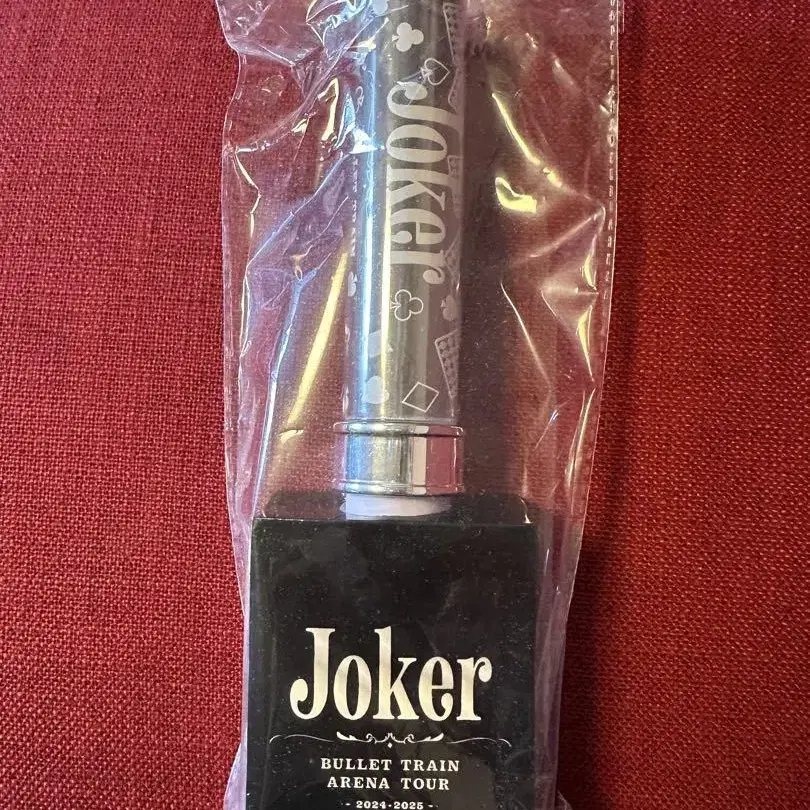 Joker
Joker
BULLET TRAIN
ARENA TOUR
- 2024-2025 -